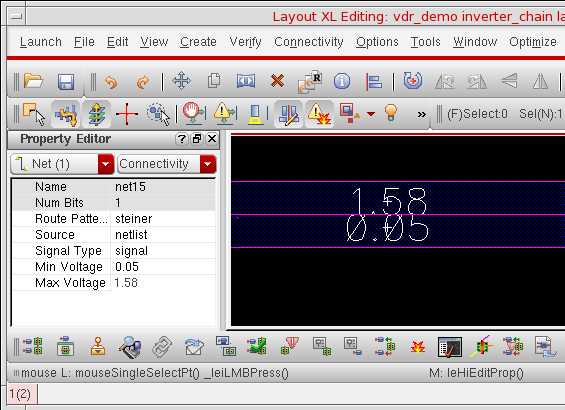 Layout XL Editing: vdr_demo inverter_chain la
Launch File Edit View Create Verify Connectivity Options Tools Window Optimize
R
» (F)Select:0 Sel(N):1
Property Editor ?
Net (1) Connectivity
Name net15
Num Bits 1
Route Patte... steiner
Source netlist
Signal Type signal
Min Voltage 0.05
Max Voltage 1.58
1.58
0.05
mouse L: mouseSingleSelectPt() _leiLMBPress() M: leHiEditProp()
1(2)